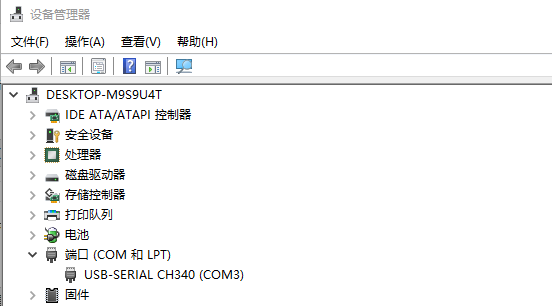 设备管理器
文件(F) 操作(A) 查看(V) 帮助(H)
DESKTOP-M9S9U4T
IDE ATA/ATAPI 控制器
安全设备
处理器
磁盘驱动器
存储控制器
打印队列
电池
端口 (COM 和 LPT)
USB-SERIAL CH340 (COM3)
固件